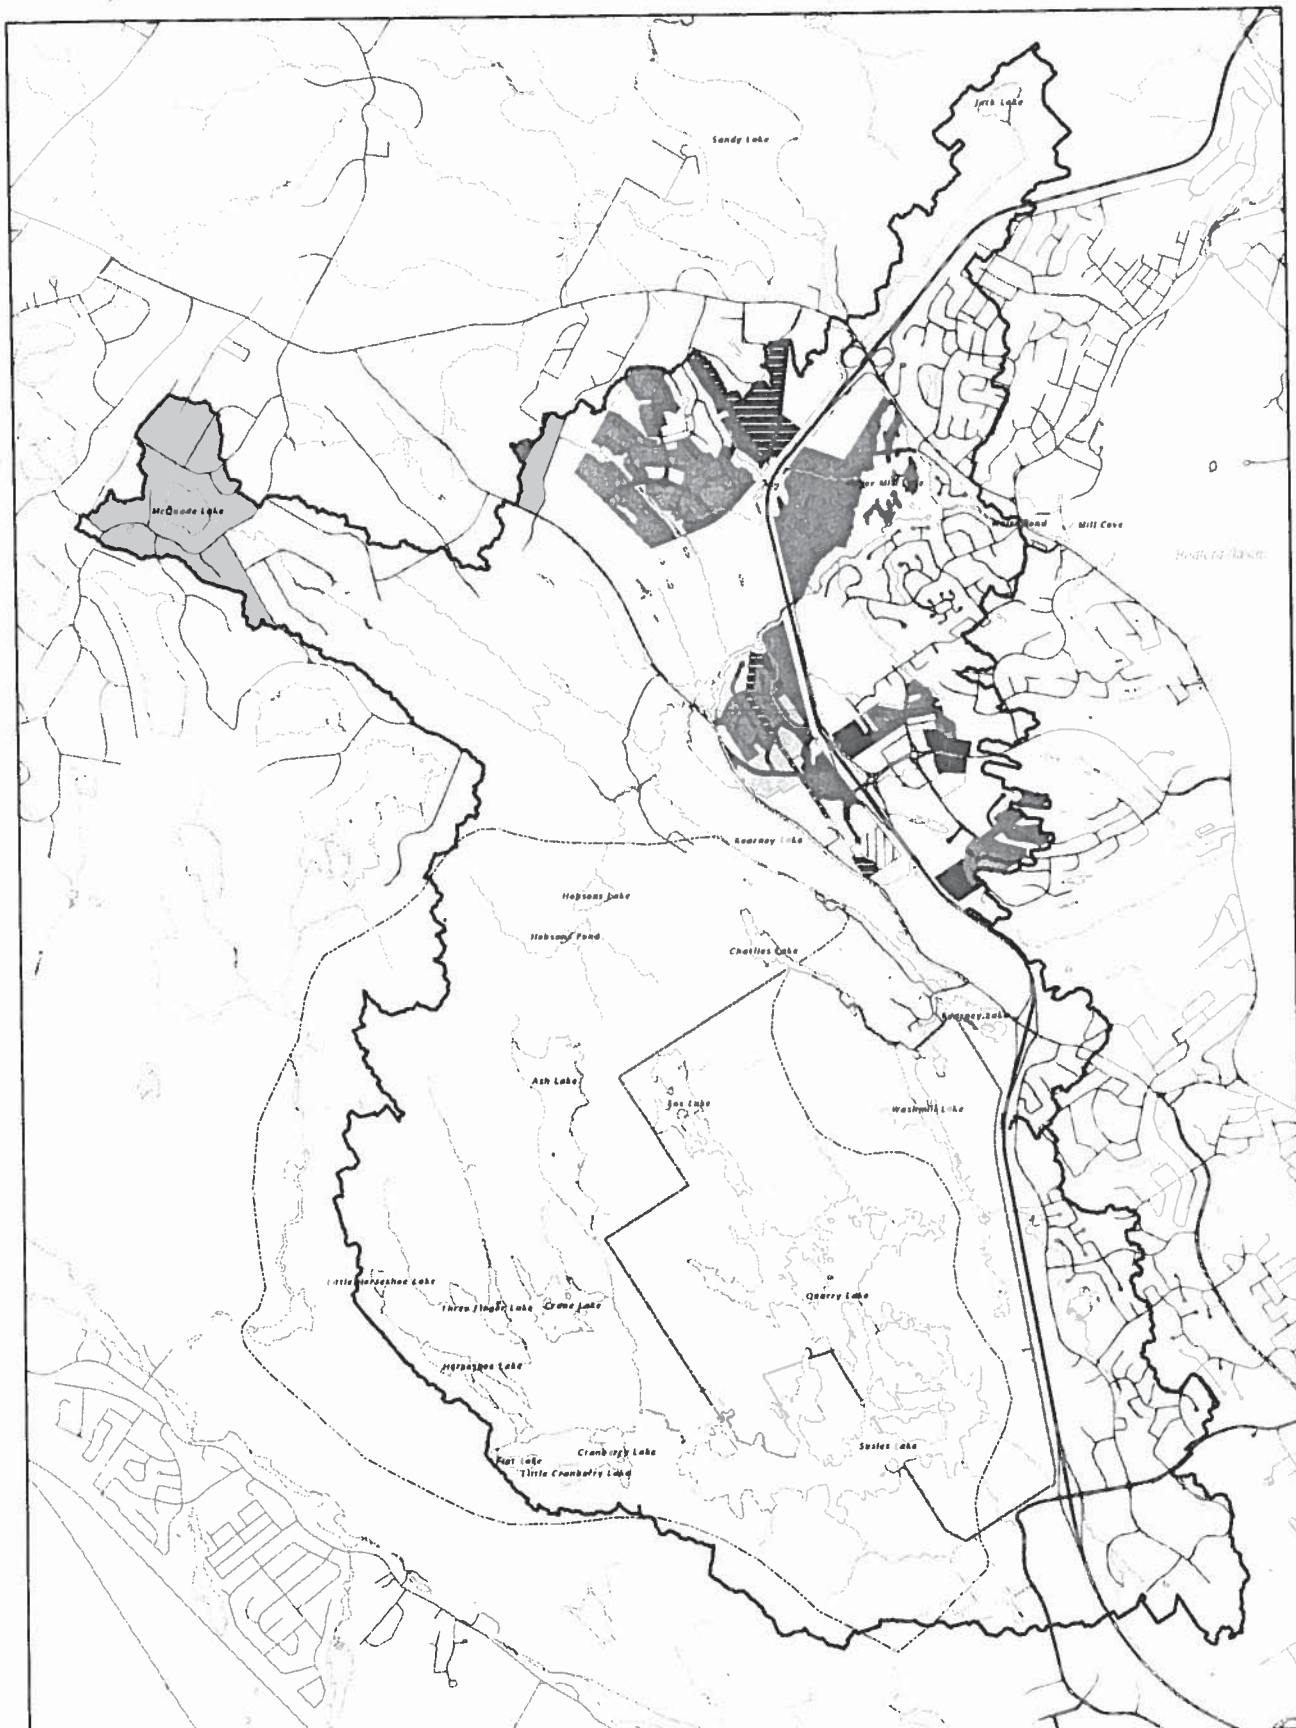 Jack Lake
Sandy Lake
McQuade Lake
Mill Cove
Kearney Lake
Hobsons Lake
Hobsons Pond
Charlies Lake
Kearney Lake
Ash Lake
Fox Lake
Washmill Lake
Little Horseshoe Lake
Three Finger Lake
Crane Lake
Quarry Lake
Horseshoe Lake
Cranberry Lake
Susies Lake
Flat Lake
Little Cranberry Lake